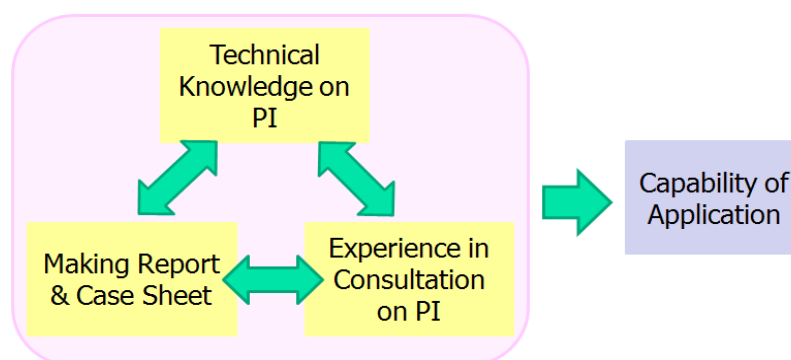 Technical
Knowledge on
PI
Making Report
& Case Sheet
Experience in
Consultation
on PI
Capability of
Application